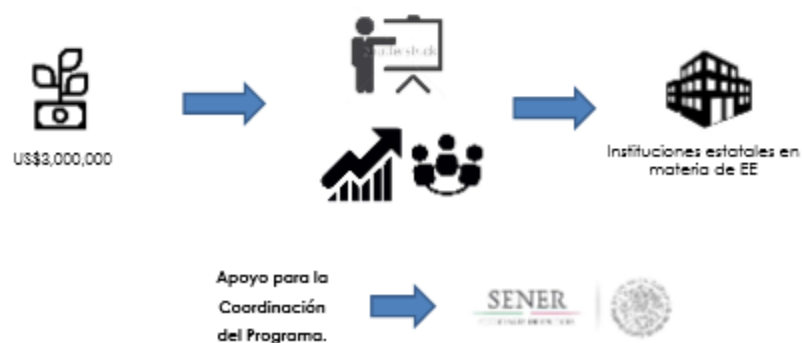 US$3,000,000
Instituciones estatales en
materia de EE
Apoyo para la
Coordinación
del Programa.
SENER